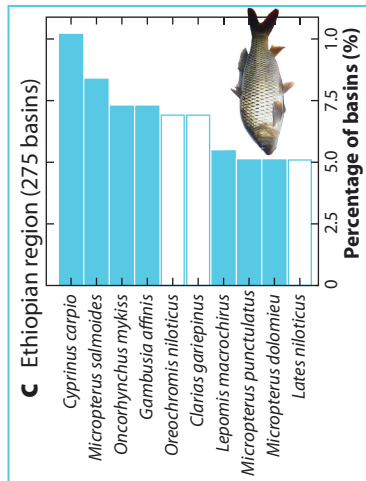 C Ethiopian region (275 basins)
1.0
7.5
5.0
2.5
0
Percentage of basins (%)
Cyprinus carpio
Micropterus salmoides
Oncorhynchus mykiss
Gambusia affinis
Oreochromis niloticus
Clarias gariepinus
Lepomis macrochirus
Micropterus punctulatus
Micropterus dolomieu
Lates niloticus